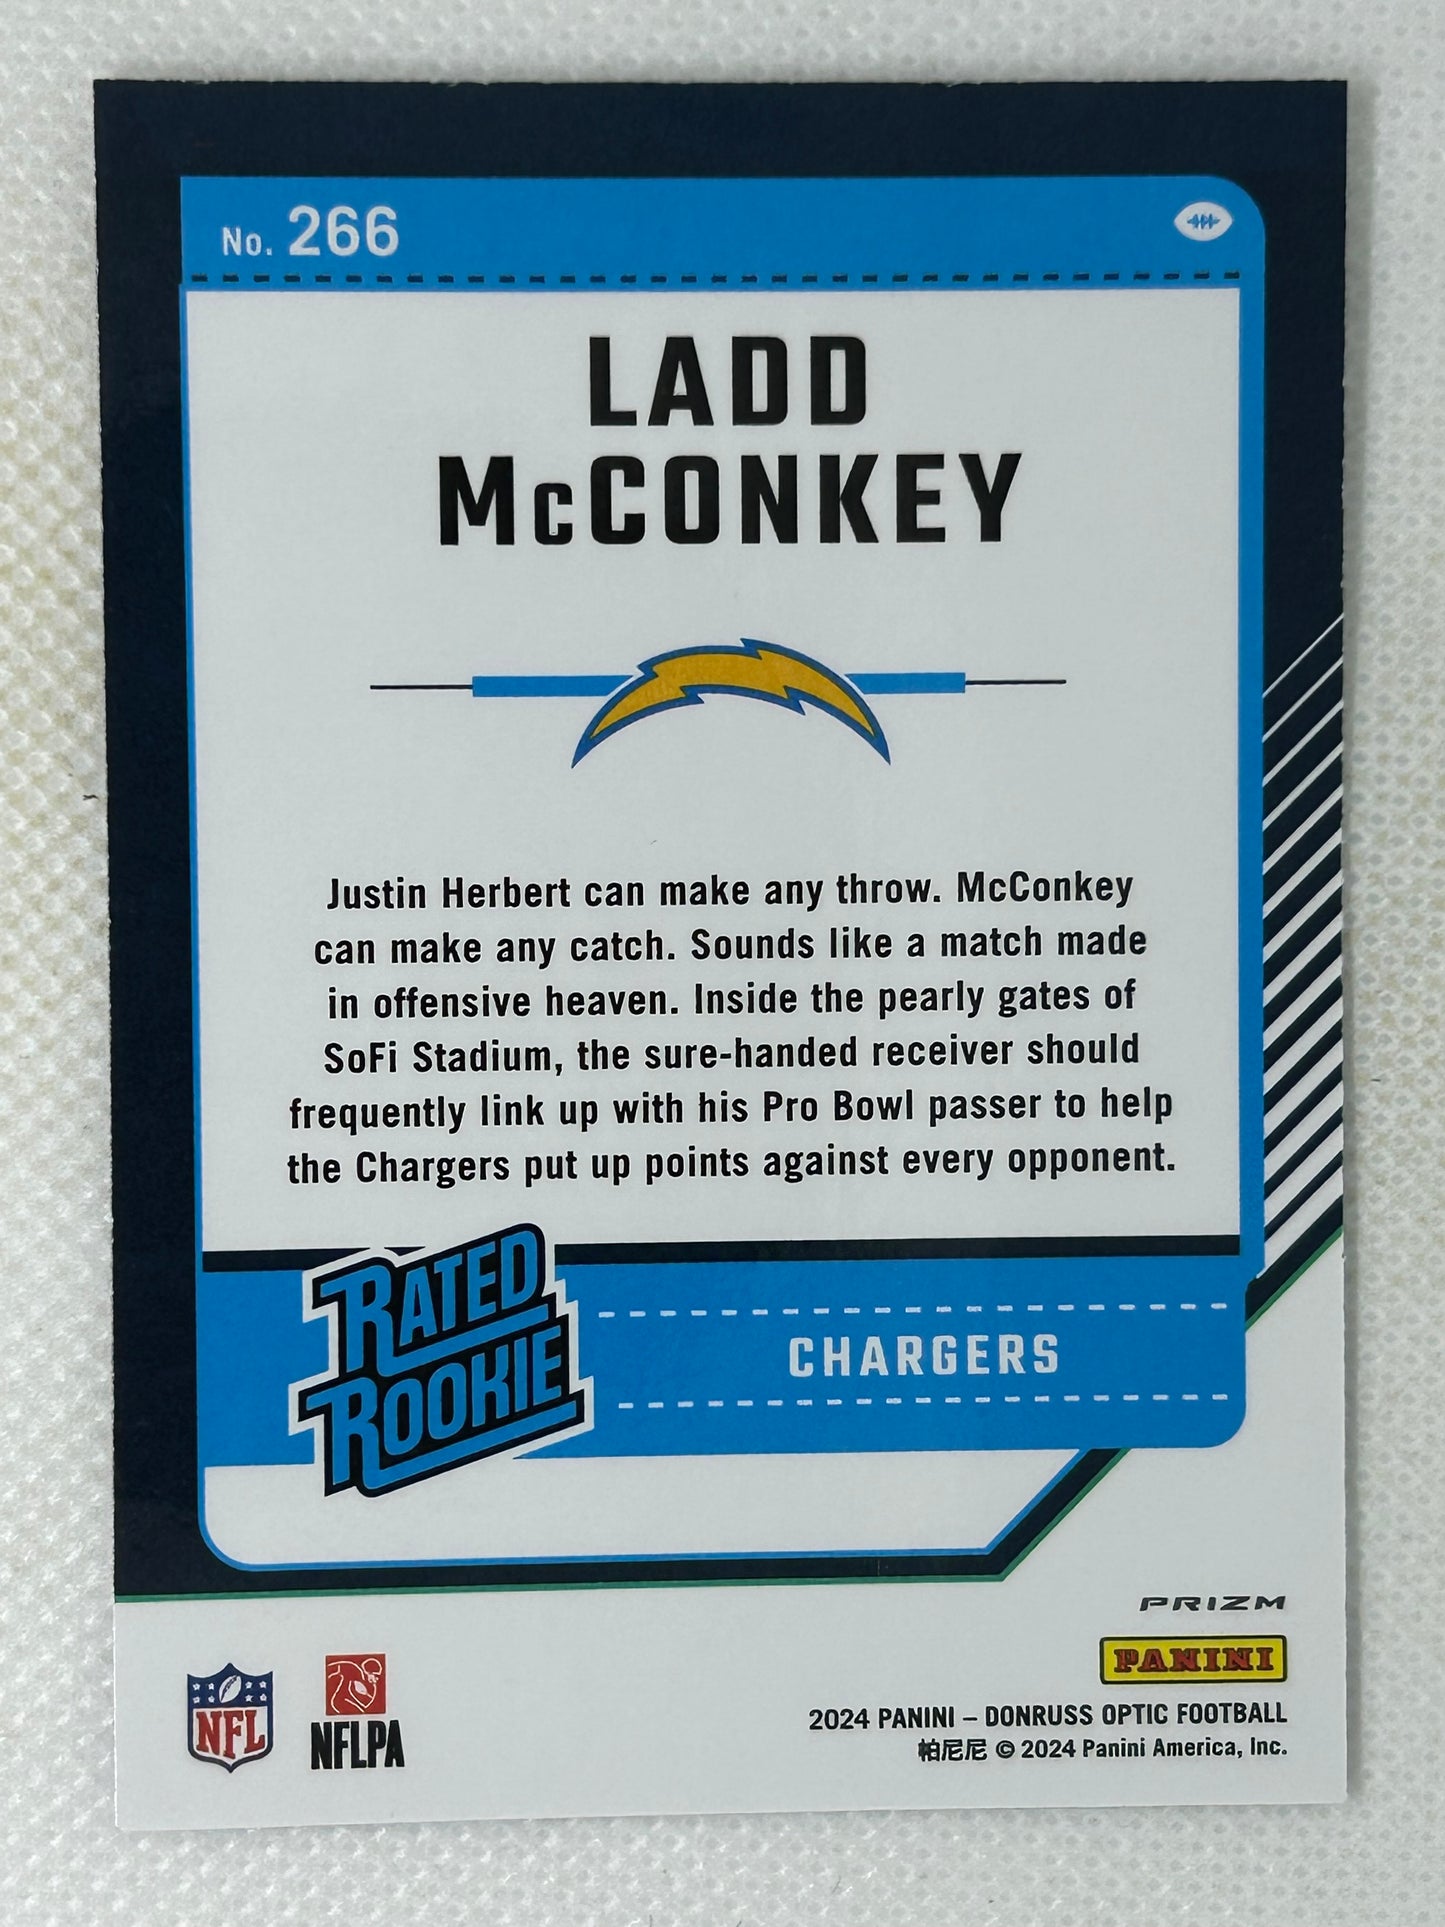 No. 266
LADD
McCONKEY
Justin Herbert can make any throw. McConkey
can make any catch. Sounds like a match made
in offensive heaven. Inside the pearly gates of
SoFi Stadium, the sure-handed receiver should
frequently link up with his Pro Bowl passer to help
the Chargers put up points against every opponent.
RATED
ROOKIE
CHARGERS
PRIZM
PANINI
NFL
NFLPA
2024 PANINI – DONRUSS OPTIC FOOTBALL
帕尼尼 © 2024 Panini America, Inc.